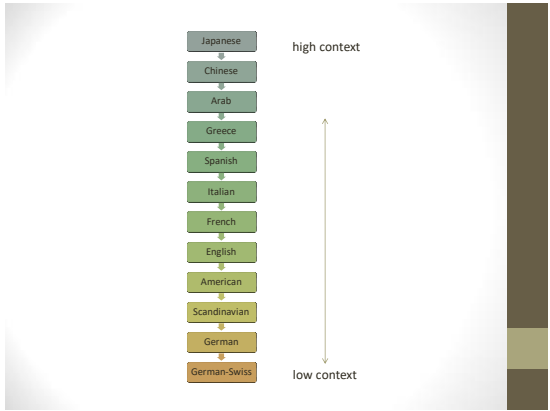 Japanese
high context
Chinese
Arab
Greece
Spanish
Italian
French
English
American
Scandinavian
German
German-Swiss
low context